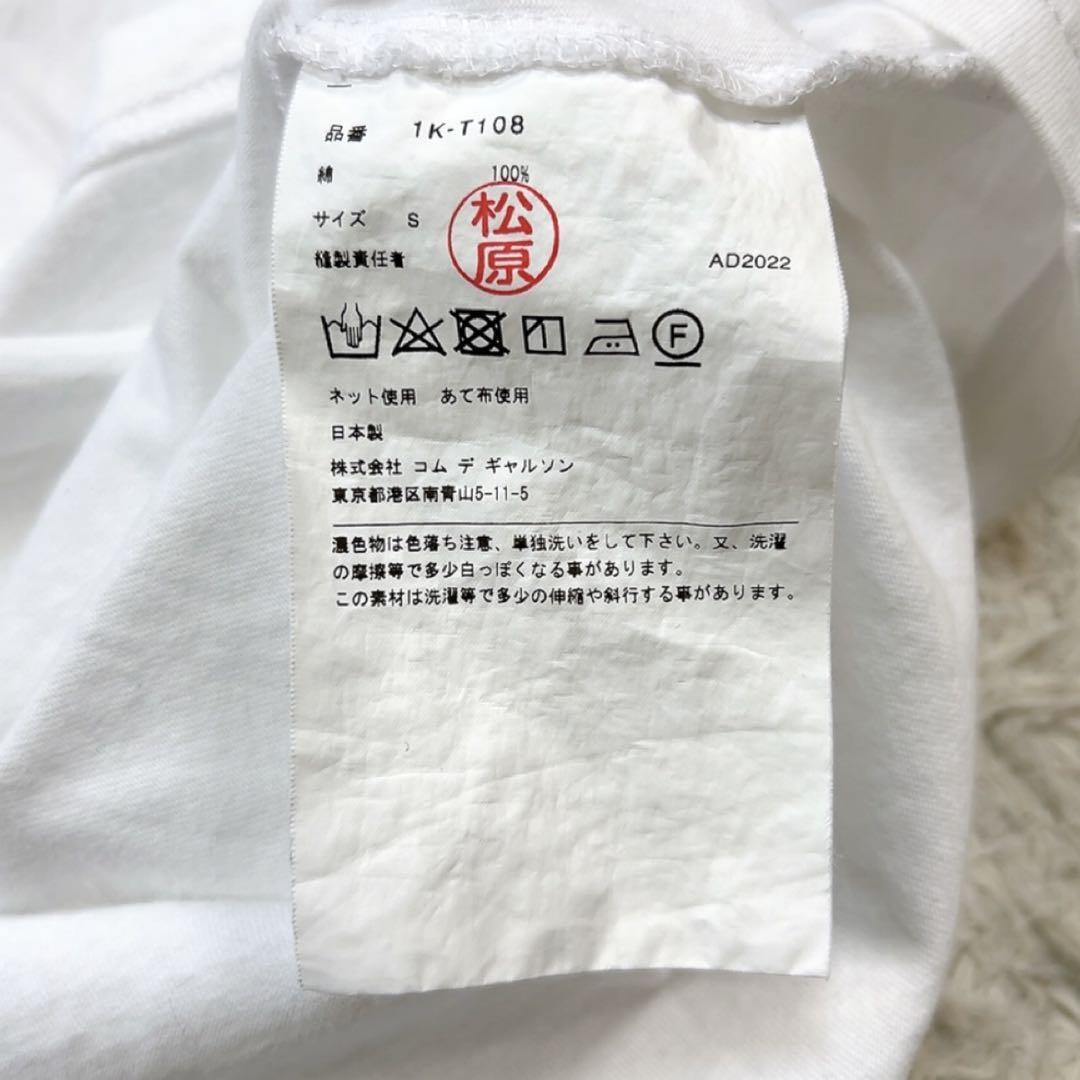 品番 1K-T108
綿 100%
サイズ S
松原
縫製責任者 AD2022
F
ネット使用 あて布使用
日本製
株式会社 コム デ ギャルソン
東京都港区南青山5-11-5
濃色物は色落ち注意、単独洗いをして下さい。又、洗濯
の摩擦等で多少白っぽくなる事があります。
この素材は洗濯等で多少の伸縮や斜行する事があります。